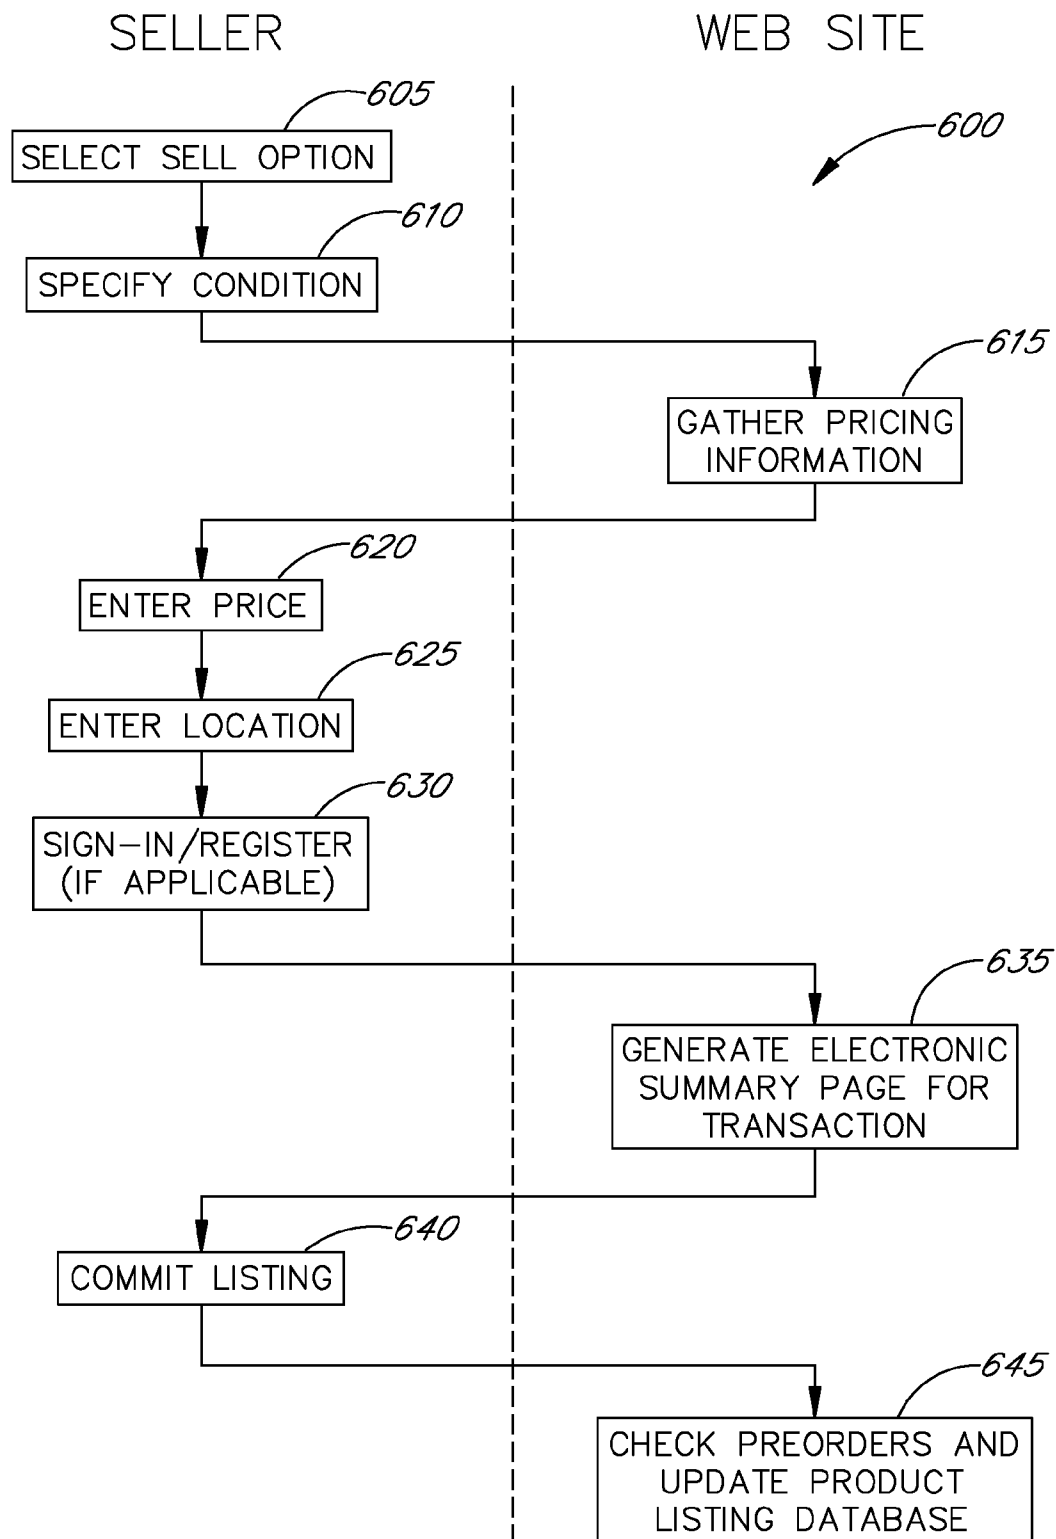 SELLER
WEB SITE
605
SELECT SELL OPTION
600
610
SPECIFY CONDITION
615
GATHER PRICING
INFORMATION
620
ENTER PRICE
625
ENTER LOCATION
630
SIGN-IN/REGISTER
(IF APPLICABLE)
635
GENERATE ELECTRONIC
SUMMARY PAGE FOR
TRANSACTION
640
COMMIT LISTING
645
CHECK PREORDERS AND
UPDATE PRODUCT
LISTING DATABASE